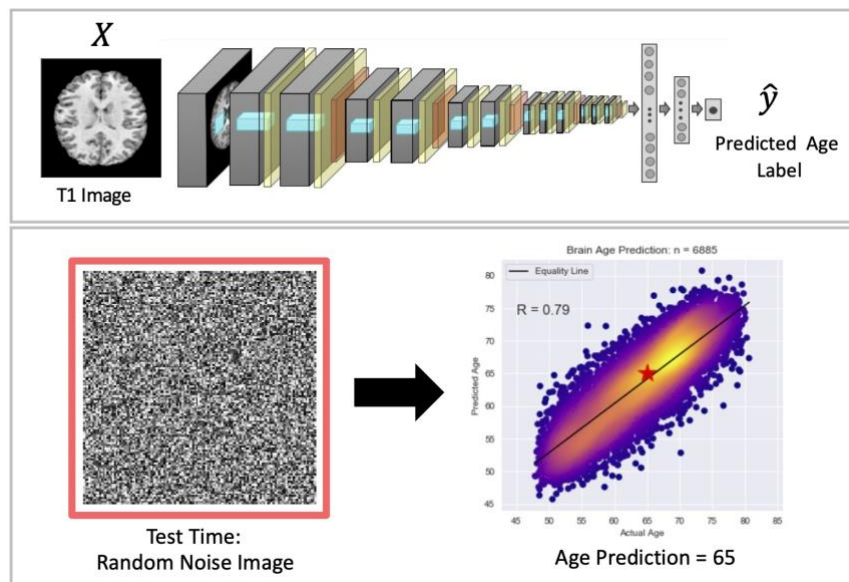 X
T1 Image
ŷ
Predicted Age
Label
Test Time:
Random Noise Image
Brain Age Prediction: n = 6885
Equality Line
R = 0.79
Predicted Age
80
75
70
65
60
55
50
45
45 50 55 60 65 70 75 80 85
Actual Age
Age Prediction = 65